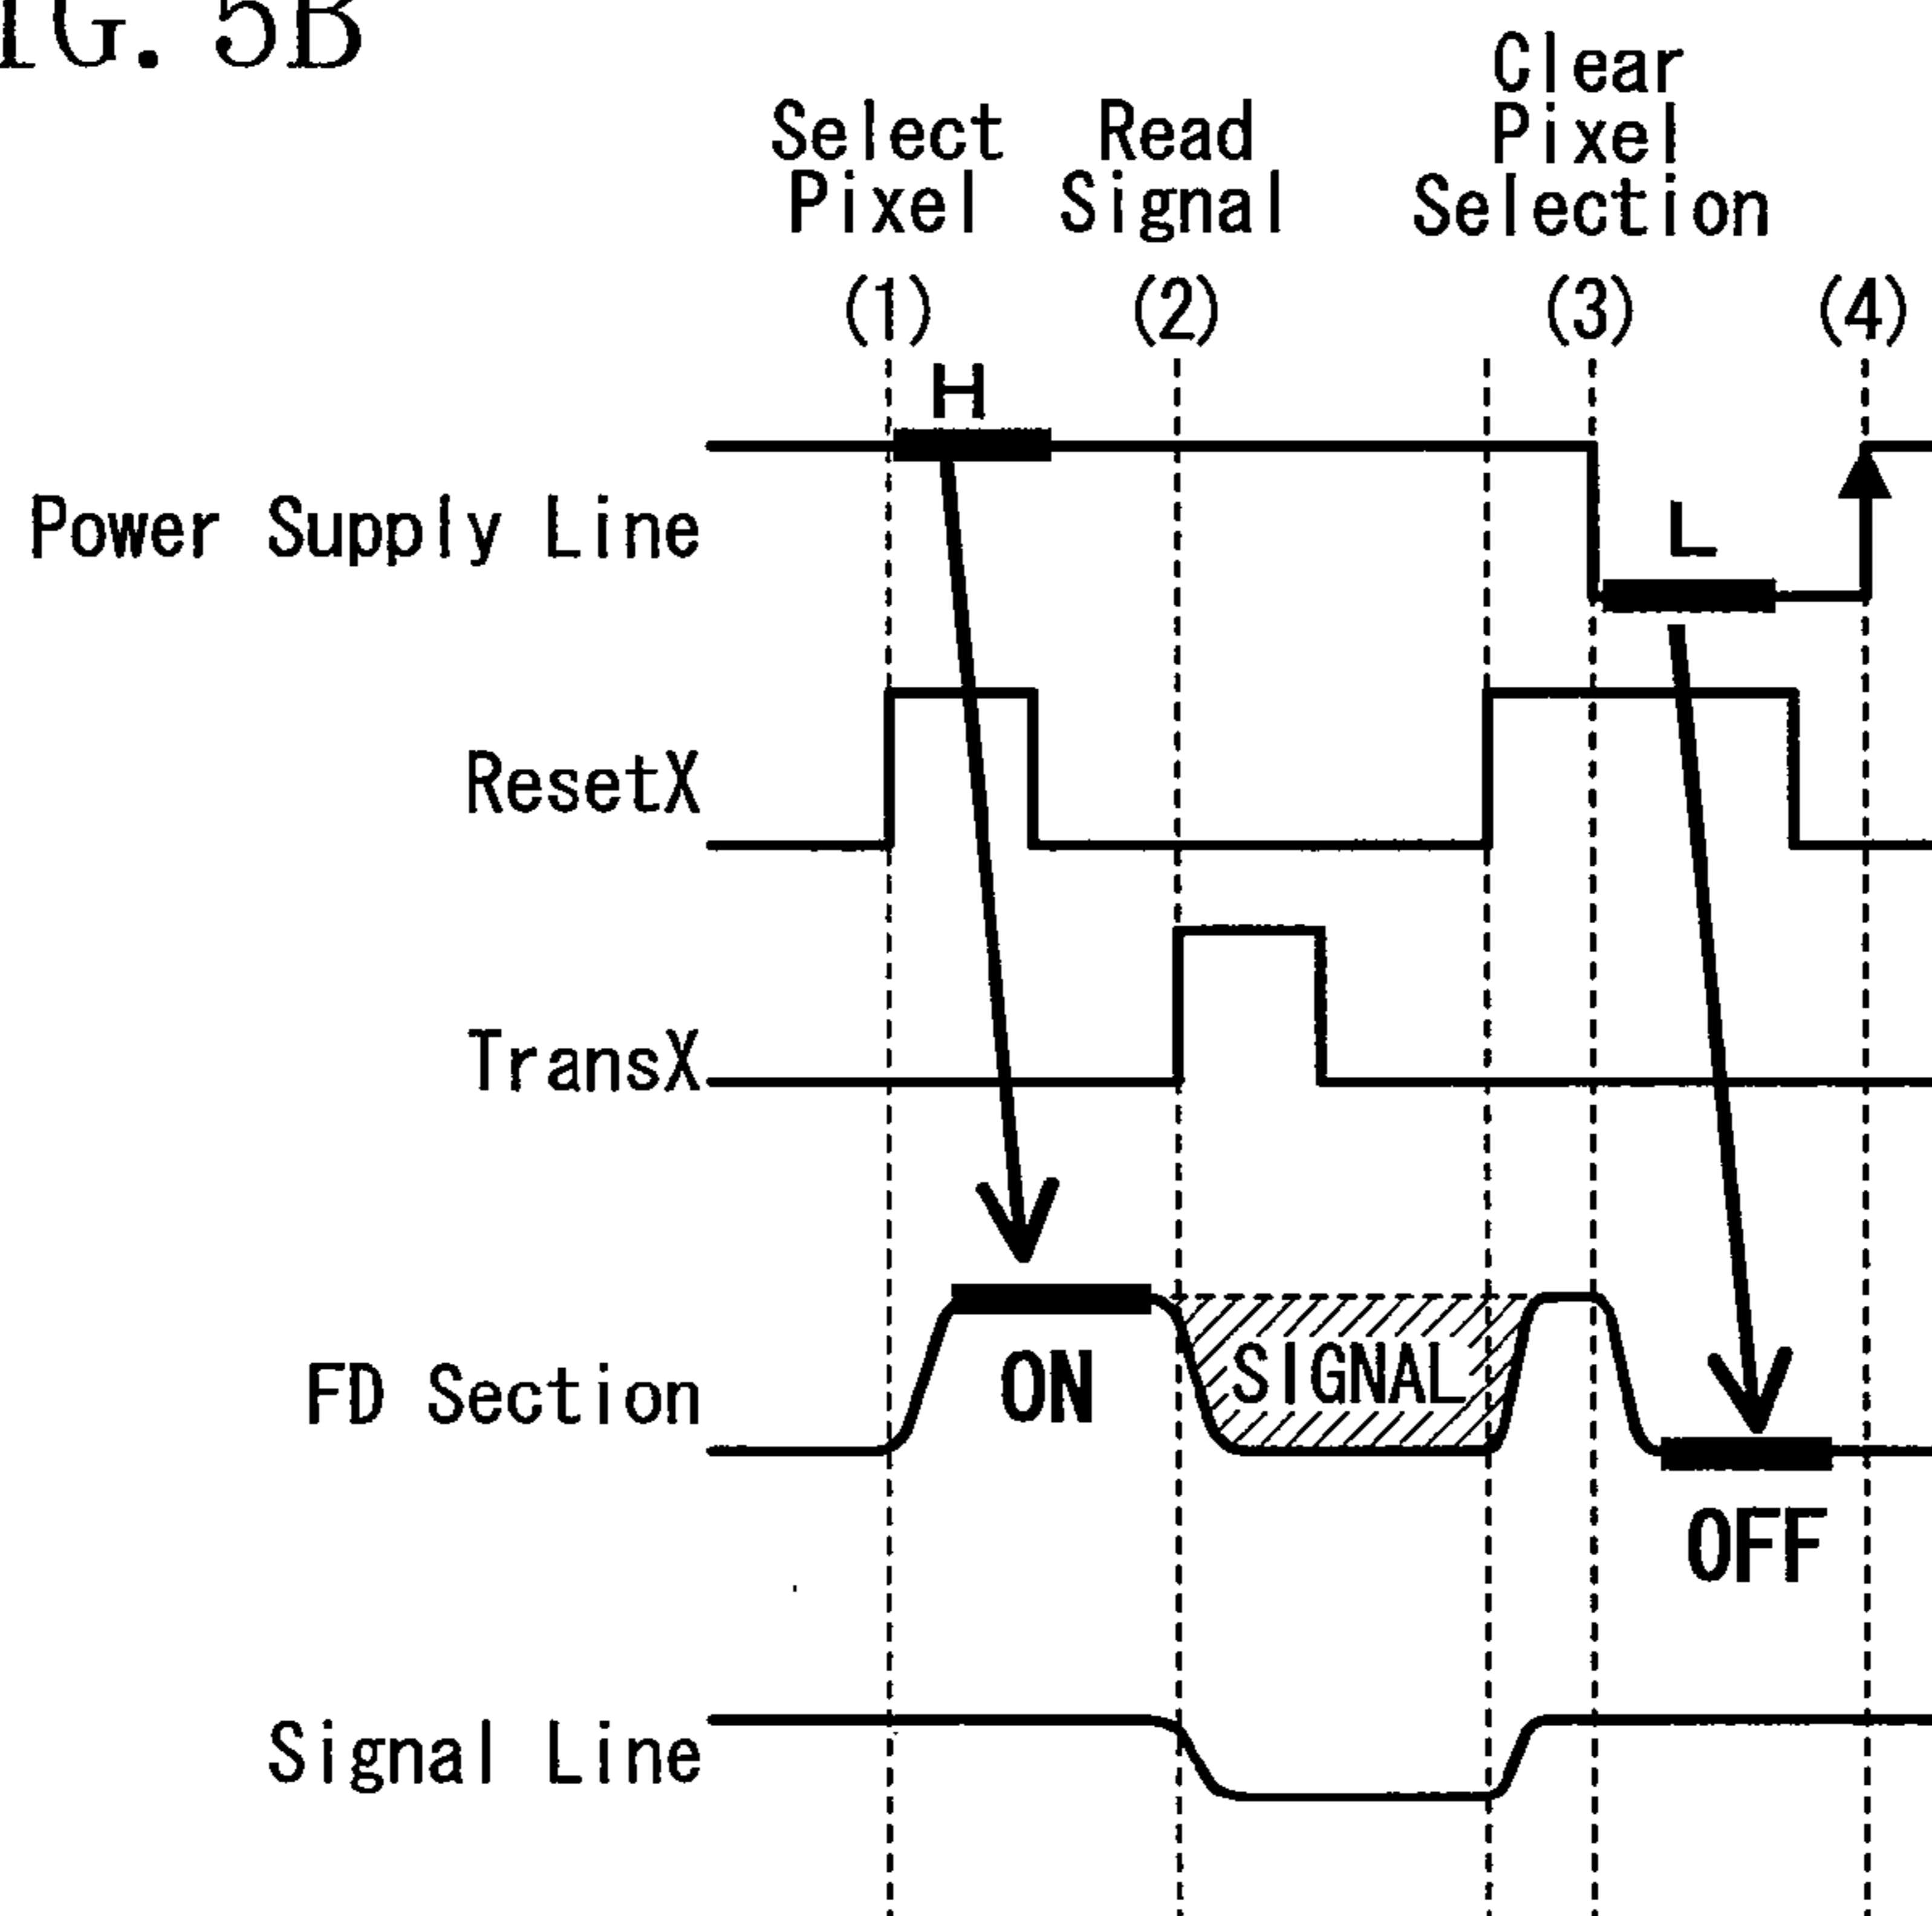 IG. 5B
Select
Pixel
Read
Signal
Clear
Pixel
Selection
(1)
(2)
(3)
(4)
H
Power Supply Line
L
ResetX
TransX
FD Section
ON
SIGNAL
OFF
Signal Line